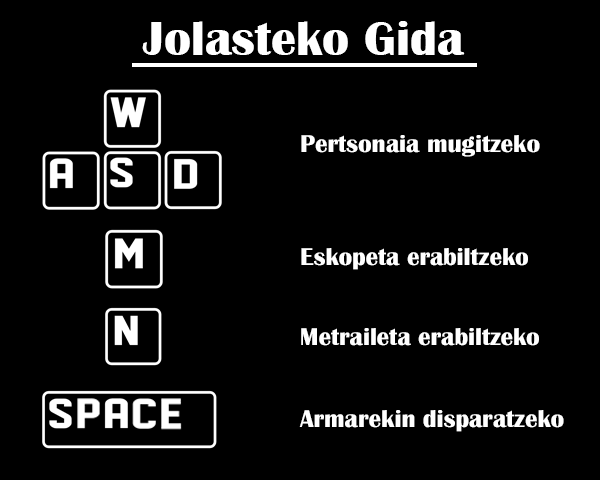 Jolasteko Gida
W
Pertsonaia mugitzeko
A S D
M
Eskopeta erabiltzeko
N
Metraileta erabiltzeko
SPACE
Armarekin disparatzeko